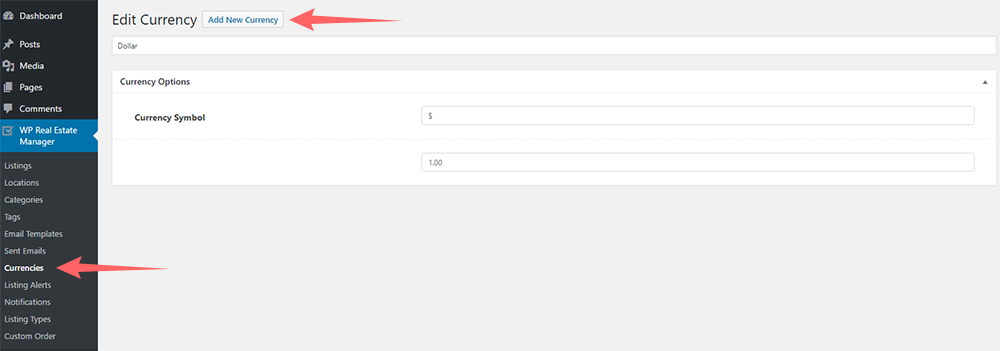 Dashboard
Posts
Media
Pages
Comments
WP Real Estate
Manager
Listings
Locations
Categories
Tags
Email Templates
Sent Emails
Currencies
Listing Alerts
Notifications
Listing Types
Custom Order
Edit Currency Add New Currency
Dollar
Currency Options
Currency Symbol $
1.00